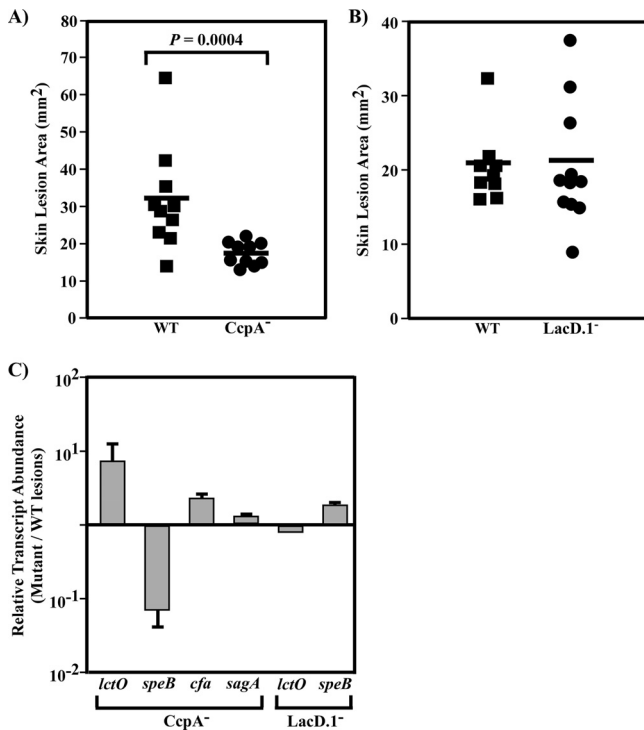 A)
P = 0.0004
Skin Lesion Area (mm²)
80
70
60
50
40
30
20
10
0
WT
CcpA⁻
B)
Skin Lesion Area (mm²)
40
30
20
10
0
WT
LacD.1⁻
C)
Relative Transcript Abundance
(Mutant / WT lesions)
10²
10¹
10⁻¹
10⁻²
lctO speB cfa sagA lctO speB
CcpA⁻ LacD.1⁻